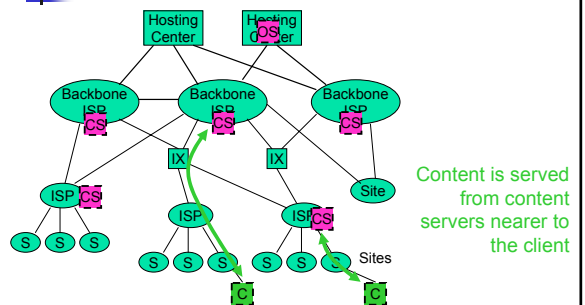 Hosting
Center
Hosting
Center
OS
Backbone
ISP
CS
Backbone
ISP
CS
Backbone
ISP
CS
IX
IX
Site
ISP
CS
ISP
ISP
CS
S
S
S
S
S
S
S
S
S
Sites
C
C
Content is served
from content
servers nearer to
the client